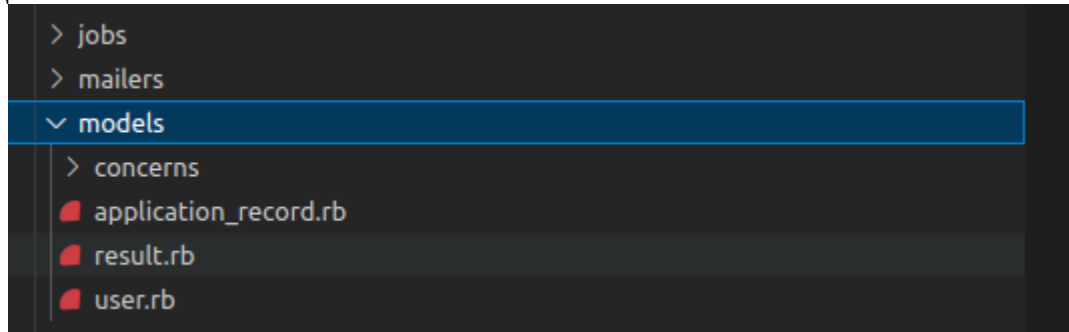 jobs
mailers
models
concerns
application_record.rb
result.rb
user.rb